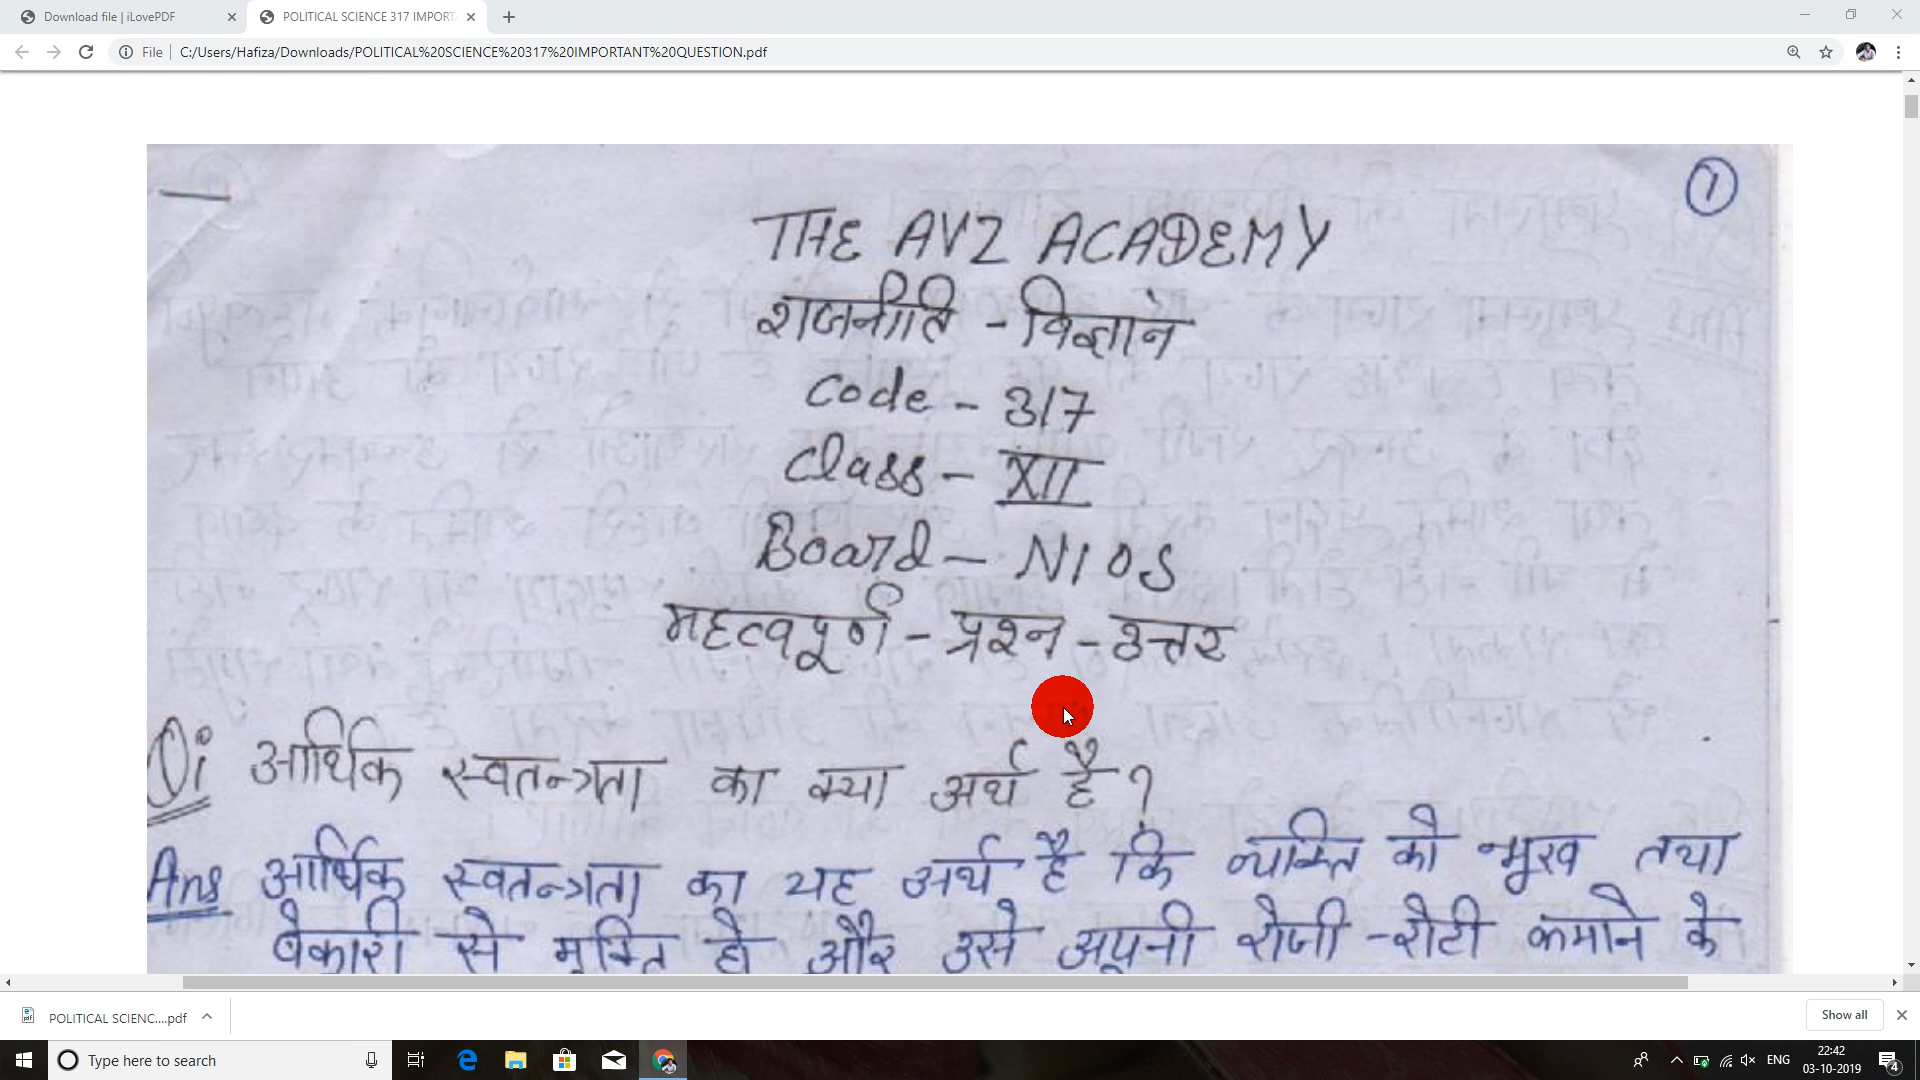 Download file | iLovePDF
POLITICAL SCIENCE 317 IMPORT
File
C:/Users/Hafiza/Downloads/POLITICAL%20SCIENCE%20317%20IMPORTANT%20QUESTION.pdf
1
THE AVZ ACADEMY
राजनीति - विज्ञान
Code - 317
Class - XII
Board - NIOS
महत्वपूर्ण - प्रश्न - उत्तर
Qi आर्थिक स्वतन्त्रता का क्या अर्थ है?
Ans आर्थिक स्वतन्त्रता का यह अर्थ है कि व्यक्ति को भूख तथा
बेकारी से मुक्ति हो और उसे अपनी रोजी-रोटी कमाने के
POLITICAL SCIENC....pdf
Show all
Type here to search
ENG
22:42
03-10-2019
4